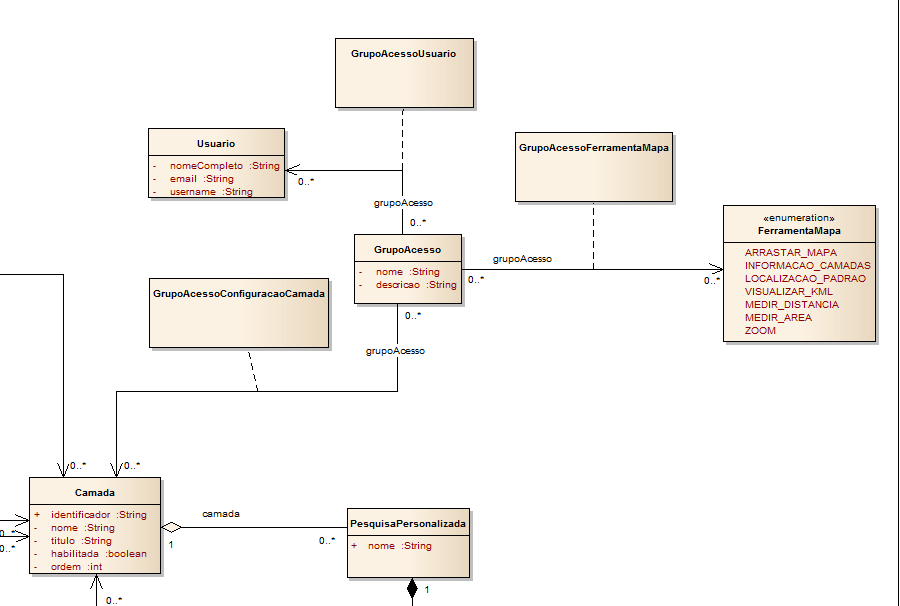 GrupoAcessoUsuario
Usuario
- nomeCompleto :String
- email :String
- username :String
0..*
grupoAcesso
0..*
GrupoAcessoFerramentaMapa
«enumeration»
FerramentaMapa
ARRASTAR_MAPA
INFORMACAO_CAMADAS
LOCALIZACAO_PADRAO
VISUALIZAR_KML
MEDIR_DISTANCIA
MEDIR_AREA
ZOOM
GrupoAcesso
- nome :String
- descricao :String
grupoAcesso
0..*
0..*
GrupoAcessoConfiguracaoCamada
0..*
grupoAcesso
0..*
0..*
Camada
+ identificador :String
- nome :String
- titulo :String
- habilitada :boolean
- ordem :int
0..*
0..*
camada
1
0..*
PesquisaPersonalizada
+ nome :String
1
0..*